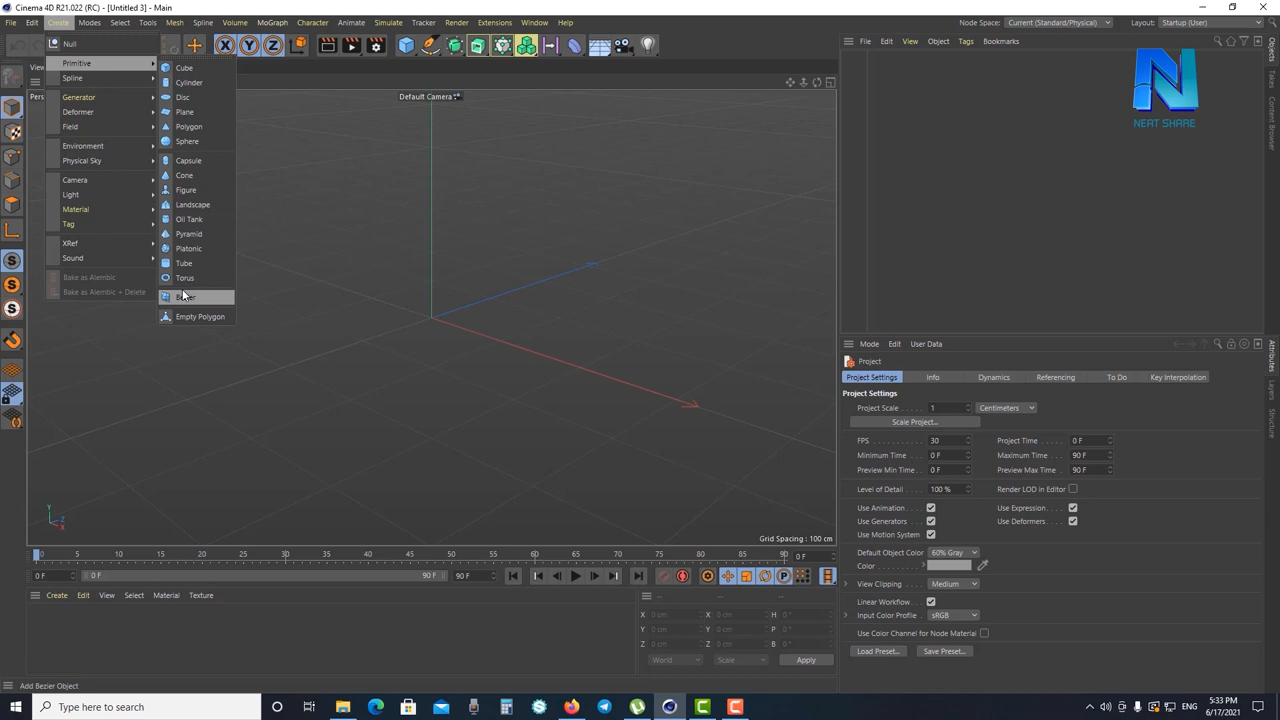 Cinema 4D R21.022 (RC) - [Untitled 3] - Main
File Edit Create Modes Select Tools Mesh Spline Volume MoGraph Character Animate Simulate Tracker Render Extensions Window Help
Node Space: Current (Standard/Physical) Layout: Startup (User)
Null
Primitive
Spline
Generator
Deformer
Field
Environment
Physical Sky
Camera
Light
Material
Tag
XRef
Sound
Bake as Alembic
Bake as Alembic + Delete
Cube
Cylinder
Disc
Plane
Polygon
Sphere
Capsule
Cone
Figure
Landscape
Oil Tank
Pyramid
Platonic
Tube
Torus
Bezier
Empty Polygon
Default Camera
X Y Z
Grid Spacing : 100 cm
File Edit View Object Tags Bookmarks
NEAT SHARE
Objects
Takes
Content Browser
Mode Edit User Data
Project
Project Settings Info Dynamics Referencing To Do Key Interpolation
Project Settings
Project Scale 1 Centimeters
Scale Project...
FPS 30 Project Time 0 F
Minimum Time 0 F Maximum Time 90 F
Preview Min Time 0 F Preview Max Time 90 F
Level of Detail 100 % Render LOD in Editor
Use Animation Use Expression
Use Generators Use Deformers
Use Motion System
Default Object Color 60% Gray
Color
View Clipping Medium
Linear Workflow
Input Color Profile sRGB
Use Color Channel for Node Material
Load Preset... Save Preset...
Attributes
Layers
Structure
0 5 10 15 20 25 30 35 40 45 50 55 60 65 70 75 80 85 90 0 F
0 F 0 F 90 F 90 F
Create Edit View Select Material Texture
-- -- --
X 0 cm X 0 cm H 0 °
Y 0 cm Y 0 cm P 0 °
Z 0 cm Z 0 cm B 0 °
World Scale Apply
Add Bezier Object
Type here to search
ENG
5:33 PM
6/17/2021